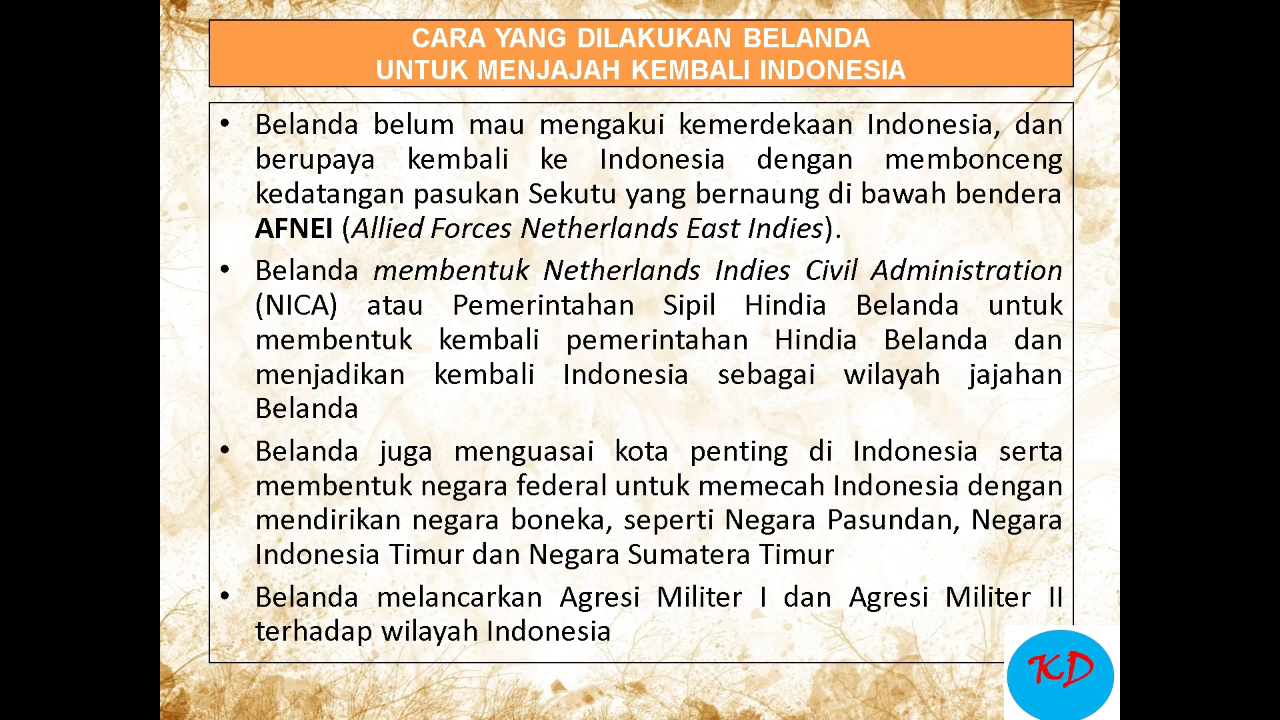 CARA YANG DILAKUKAN BELANDA
UNTUK MENJAJAH KEMBALI INDONESIA
• Belanda belum mau mengakui kemerdekaan Indonesia, dan
berupaya kembali ke Indonesia dengan membonceng
kedatangan pasukan Sekutu yang bernaung di bawah bendera
AFNEI (Allied Forces Netherlands East Indies).
• Belanda membentuk Netherlands Indies Civil Administration
(NICA) atau Pemerintahan Sipil Hindia Belanda untuk
membentuk kembali pemerintahan Hindia Belanda dan
menjadikan kembali Indonesia sebagai wilayah jajahan
Belanda
• Belanda juga menguasai kota penting di Indonesia serta
membentuk negara federal untuk memecah Indonesia dengan
mendirikan negara boneka, seperti Negara Pasundan, Negara
Indonesia Timur dan Negara Sumatera Timur
• Belanda melancarkan Agresi Militer I dan Agresi Militer II
terhadap wilayah Indonesia
KD